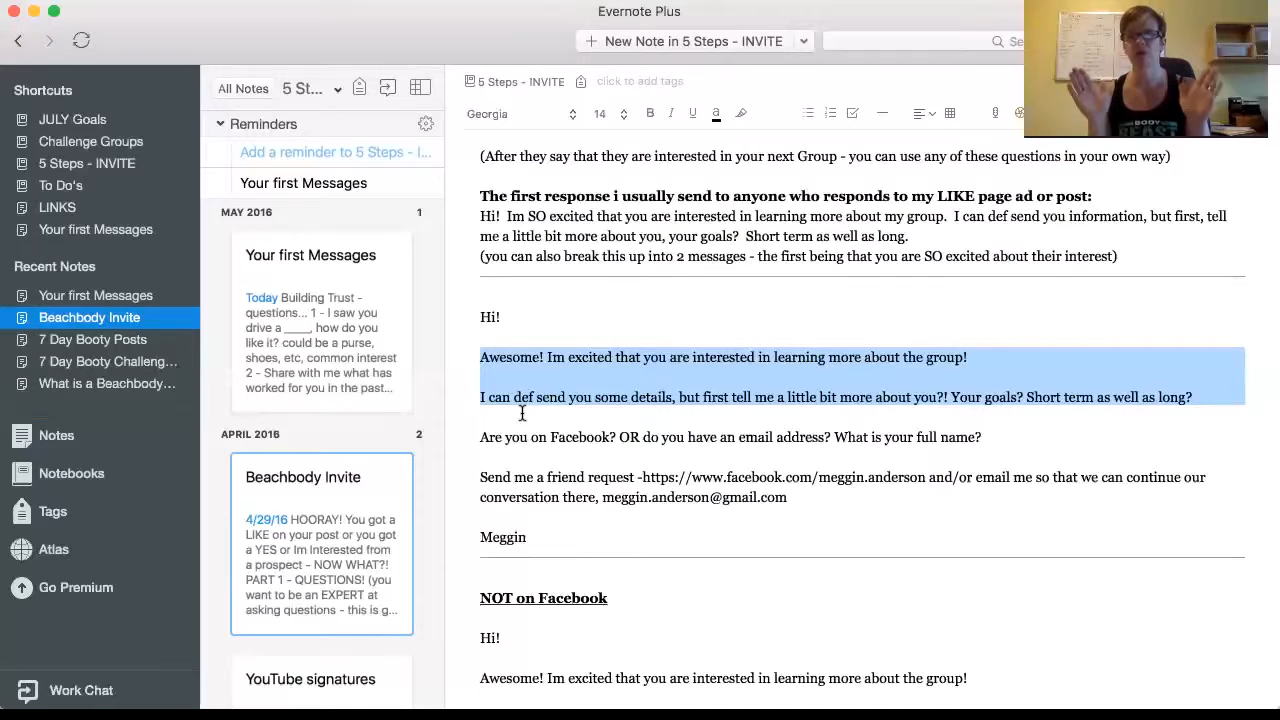 Evernote Plus
New Note in 5 Steps - INVITE
Se
Shortcuts
JULY Goals
Challenge Groups
5 Steps - INVITE
To Do's
LINKS
Your first Messages
Recent Notes
Your first Messages
Beachbody Invite
7 Day Booty Posts
7 Day Booty Challeng...
What is a Beachbody...
Notes
Notebooks
Tags
Atlas
Go Premium
Work Chat
All Notes
5 St...
Reminders
Add a reminder to 5 Steps - I...
Your first Messages
MAY 2016 1
Your first Messages
Today Building Trust -
questions... 1 - I saw you
drive a ____, how do you
like it? could be a purse,
shoes, etc, common interest
2 - Share with me what
has worked for you in the past...
APRIL 2016 2
Beachbody Invite
4/29/16 HOORAY! You got a
LIKE on your post or you got
a YES or Im Interested from
a prospect - NOW WHAT?!
PART 1 - QUESTIONS! (you
want to be an EXPERT at
asking questions - this is g...
YouTube signatures
5 Steps - INVITE
click to add tags
Georgia
14
B I U a
(After they say that they are interested in your next Group - you can use any of these questions in your own way)
The first response i usually send to anyone who responds to my LIKE page ad or post:
Hi! Im SO excited that you are interested in learning more about my group. I can def send you information, but first, tell
me a little bit more about you, your goals? Short term as well as long.
(you can also break this up into 2 messages - the first being that you are SO excited about their interest)
Hi!
Awesome! Im excited that you are interested in learning more about the group!
I can def send you some details, but first tell me a little bit more about you?! Your goals? Short term as well as long?
Are you on Facebook? OR do you have an email address? What is your full name?
Send me a friend request -https://www.facebook.com/meggin.anderson and/or email me so that we can continue our
conversation there, meggin.anderson@gmail.com
Meggin
NOT on Facebook
Hi!
Awesome! Im excited that you are interested in learning more about the group!
BODY
BEAST